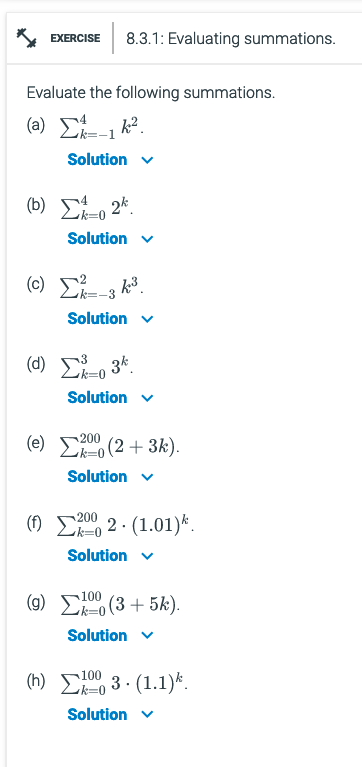 EXERCISE 8.3.1: Evaluating summations.
Evaluate the following summations.
(a) $\sum_{k=-1}^{4} k^2$.
Solution
(b) $\sum_{k=0}^{4} 2^k$.
Solution
(c) $\sum_{k=-3}^{2} k^3$.
Solution
(d) $\sum_{k=0}^{3} 3^k$.
Solution
(e) $\sum_{k=0}^{200} (2 + 3k)$.
Solution
(f) $\sum_{k=0}^{200} 2 \cdot (1.01)^k$.
Solution
(g) $\sum_{k=0}^{100} (3 + 5k)$.
Solution
(h) $\sum_{k=0}^{100} 3 \cdot (1.1)^k$.
Solution